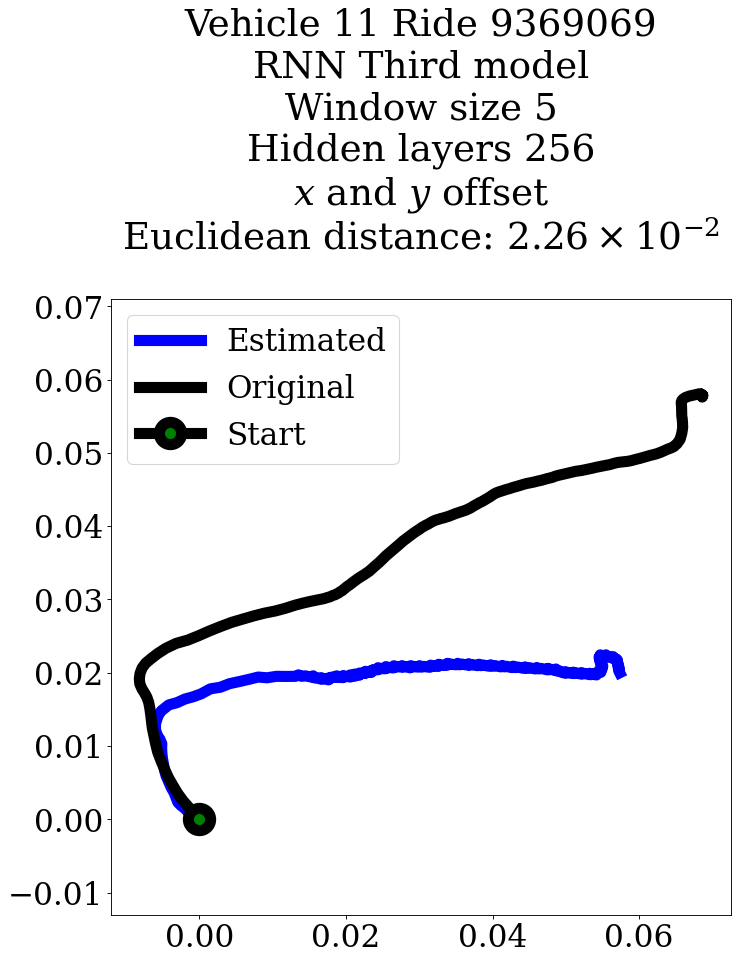 Vehicle 11 Ride 9369069
RNN Third model
Window size 5
Hidden layers 256
x and y offset
Euclidean distance: 2.26 × 10⁻²
0.07
0.06
0.05
0.04
0.03
0.02
0.01
0.00
−0.01
Estimated
Original
Start
0.00 0.02 0.04 0.06